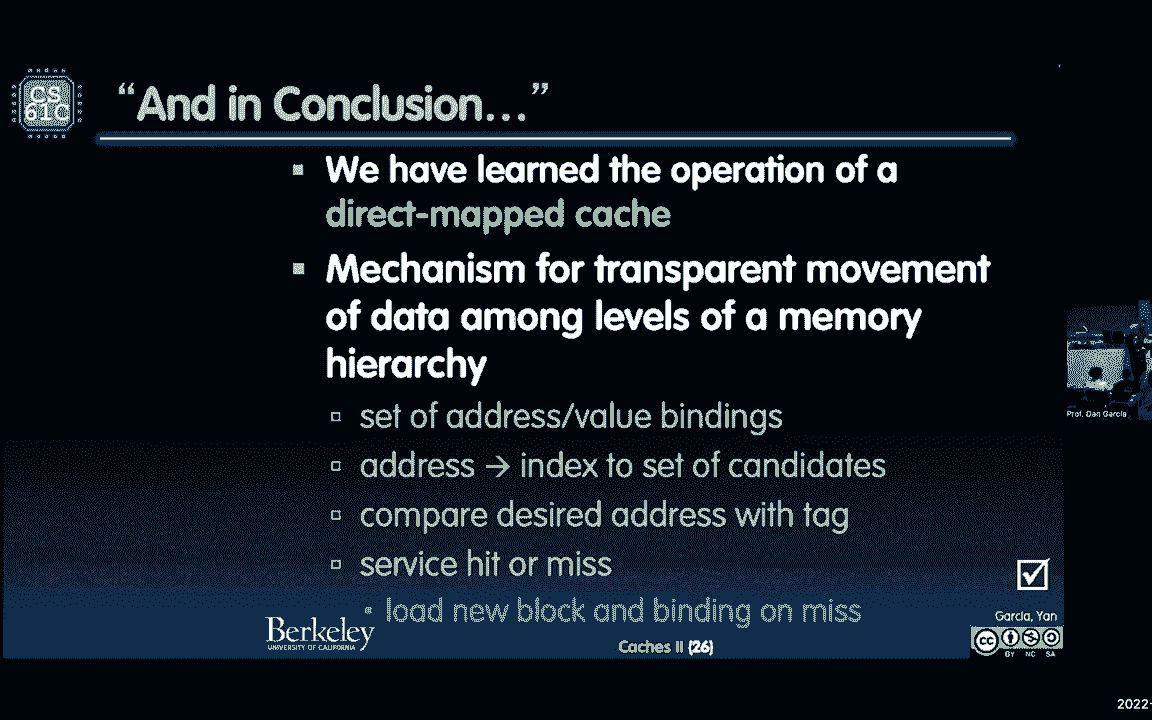 CS
61C
“And in Conclusion…”
▪ We have learned the operation of a
direct-mapped cache
▪ Mechanism for transparent movement
of data among levels of a memory
hierarchy
▫ set of address/value bindings
▫ address → index to set of candidates
▫ compare desired address with tag
▫ service hit or miss
▪ load new block and binding on miss
Prof. Dan Garcia
Berkeley
UNIVERSITY OF CALIFORNIA
Caches II (26)
Garcia, Yan
cc
BY NC SA
2022-